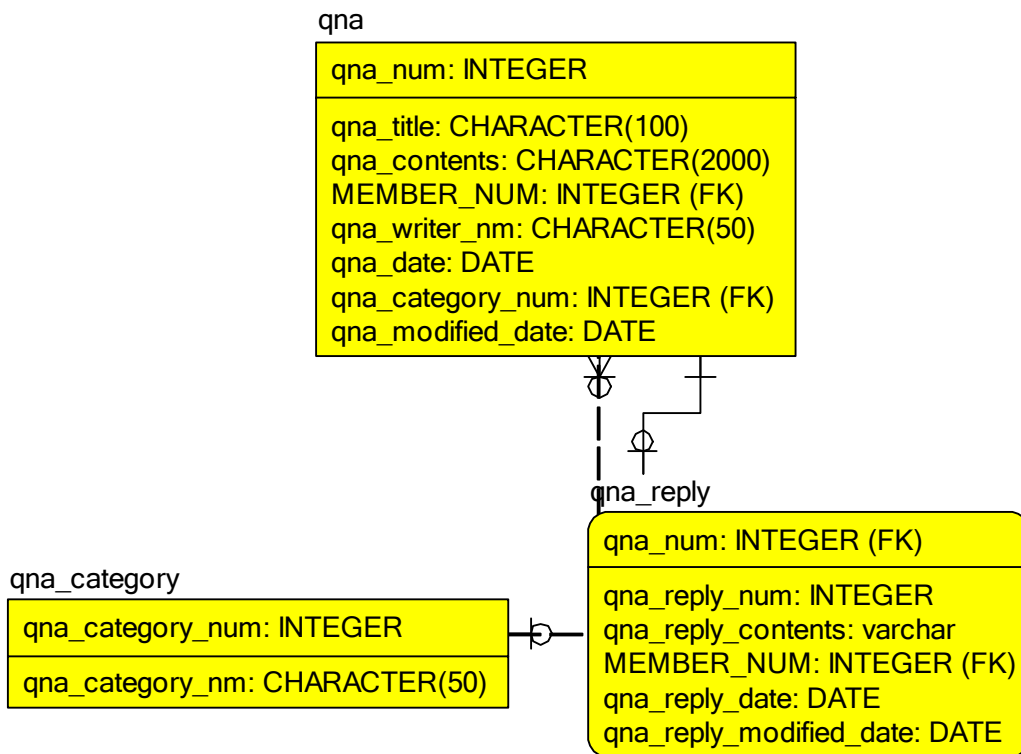 qna
qna_num: INTEGER
qna_title: CHARACTER(100)
qna_contents: CHARACTER(2000)
MEMBER_NUM: INTEGER (FK)
qna_writer_nm: CHARACTER(50)
qna_date: DATE
qna_category_num: INTEGER (FK)
qna_modified_date: DATE
qna_reply
qna_num: INTEGER (FK)
qna_reply_num: INTEGER
qna_reply_contents: varchar
MEMBER_NUM: INTEGER (FK)
qna_reply_date: DATE
qna_reply_modified_date: DATE
qna_category
qna_category_num: INTEGER
qna_category_nm: CHARACTER(50)